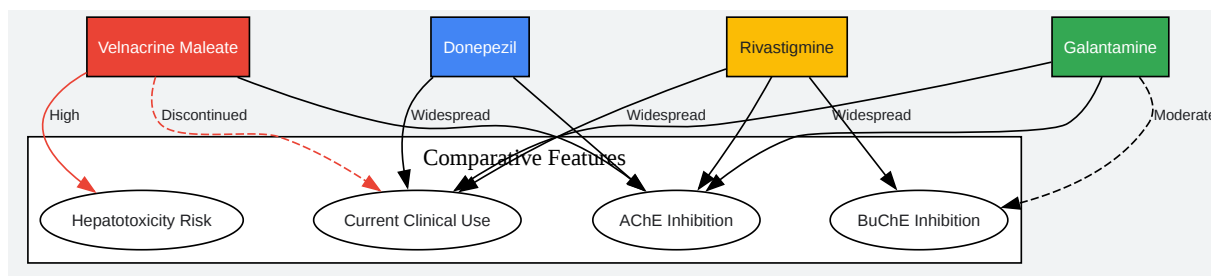 Velnacrine Maleate
Donepezil
Rivastigmine
Galantamine
High
Discontinued
Widespread
Widespread
Widespread
Moderate
Comparative Features
Hepatotoxicity Risk
Current Clinical Use
AChE Inhibition
BuChE Inhibition